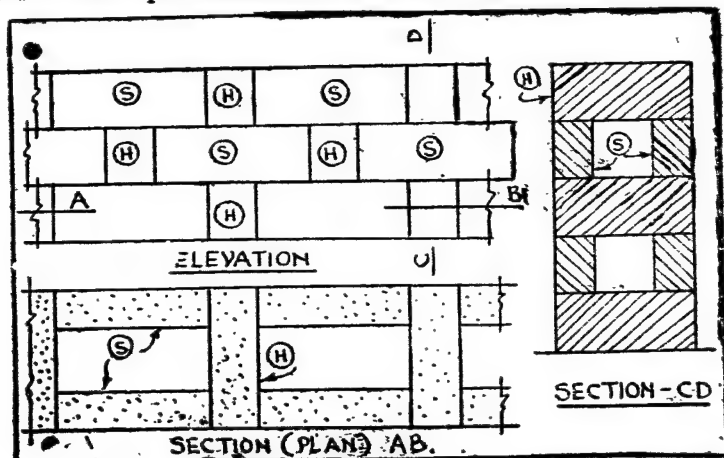 D
S H S
H
H S H S
S
A H B
ELEVATION C
S H
SECTION-CD
SECTION (PLAN) AB.